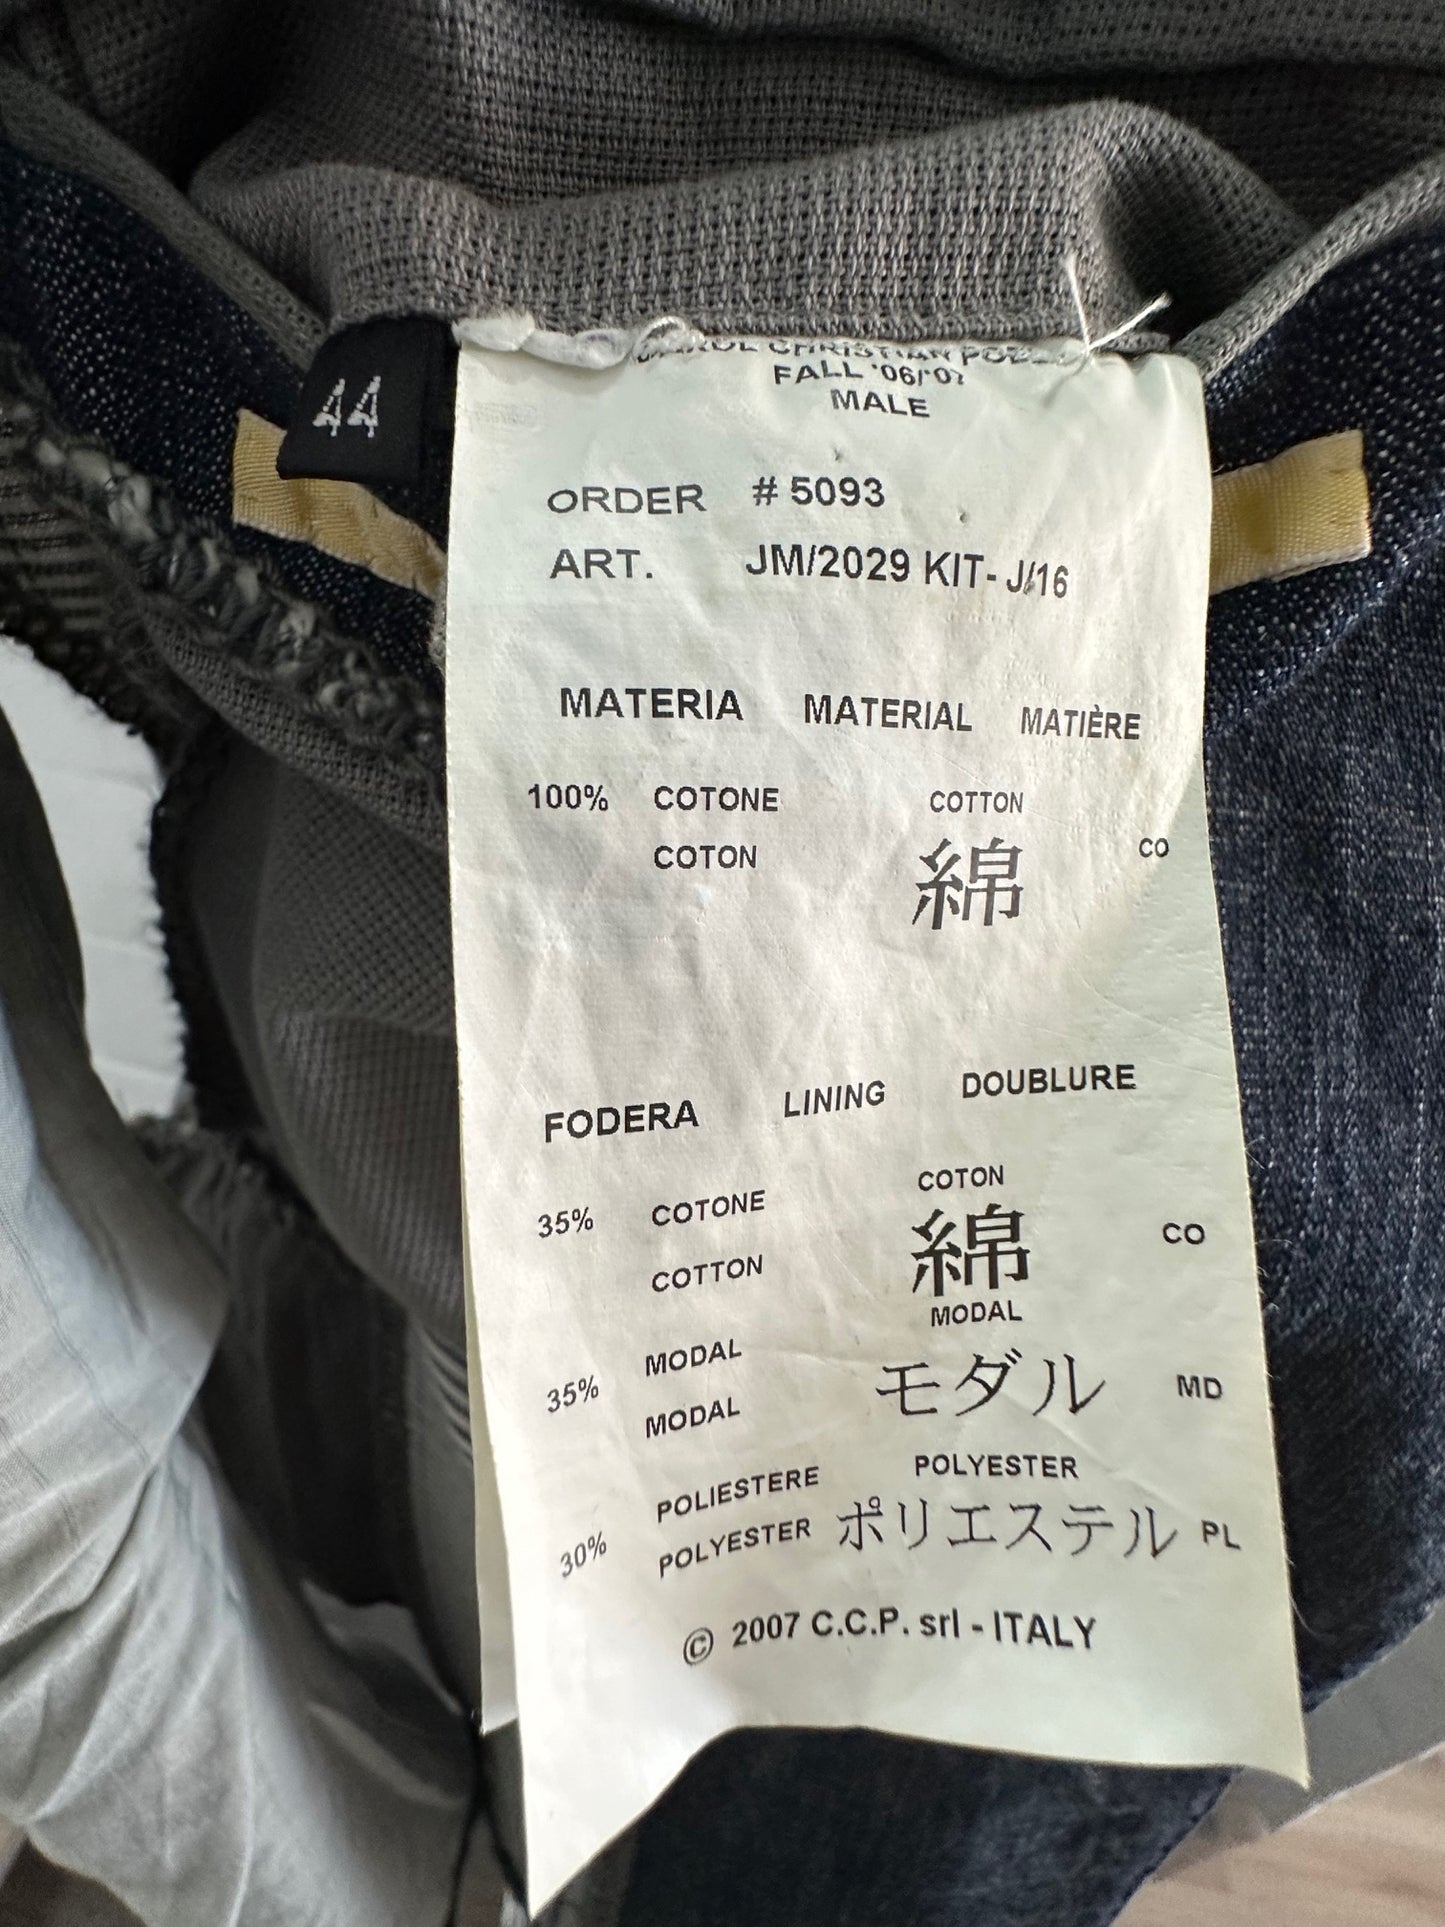 44
CHRISTIAN
FALL '06/'07
MALE
ORDER # 5093
ART. JM/2029 KIT- J/16
MATERIA MATERIAL MATIÈRE
100% COTONE COTTON
COTON 綿 CO
FODERA LINING DOUBLURE
35% COTONE COTON
COTTON 綿 CO
MODAL MODAL
35% MODAL モダル MD
POLIESTERE POLYESTER
30% POLYESTER ポリエステル PL
© 2007 C.C.P. srl - ITALY